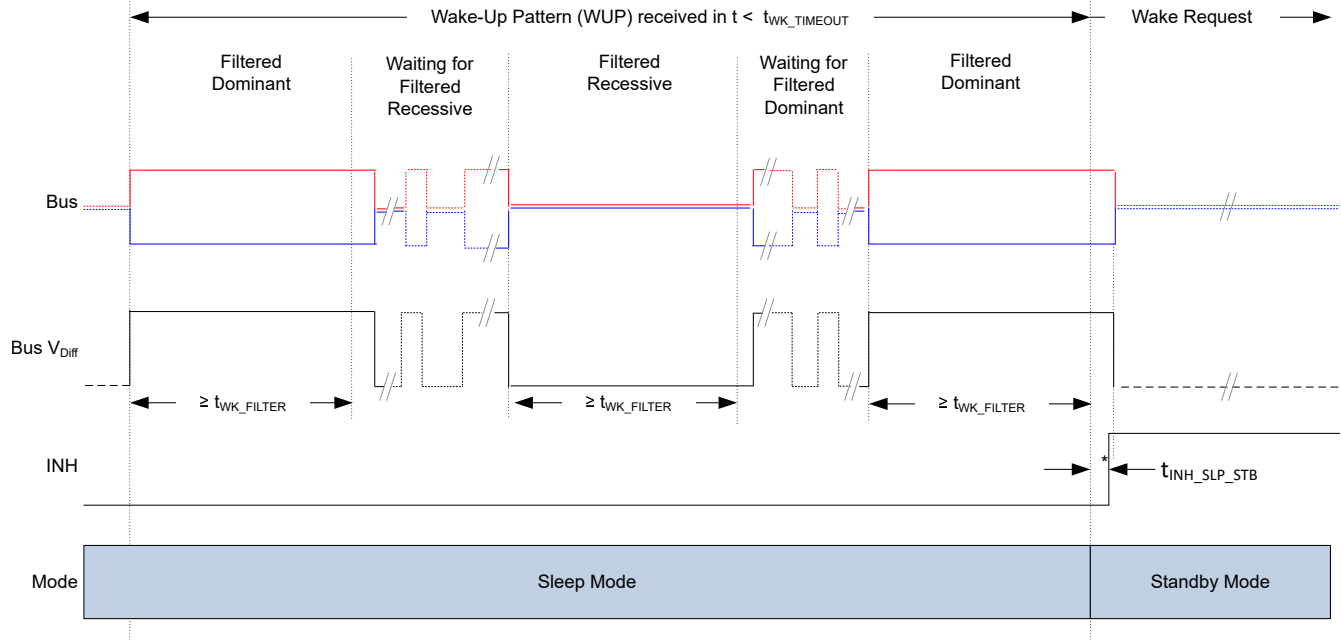 Wake-Up Pattern (WUP) received in t < tWK_TIMEOUT
Wake Request
Filtered
Dominant
Waiting for
Filtered
Recessive
Filtered
Recessive
Waiting for
Filtered
Dominant
Filtered
Dominant
Bus
Bus VDiff
≥ tWK_FILTER
≥ tWK_FILTER
≥ tWK_FILTER
INH
*
tINH_SLP_STB
Mode
Sleep Mode
Standby Mode